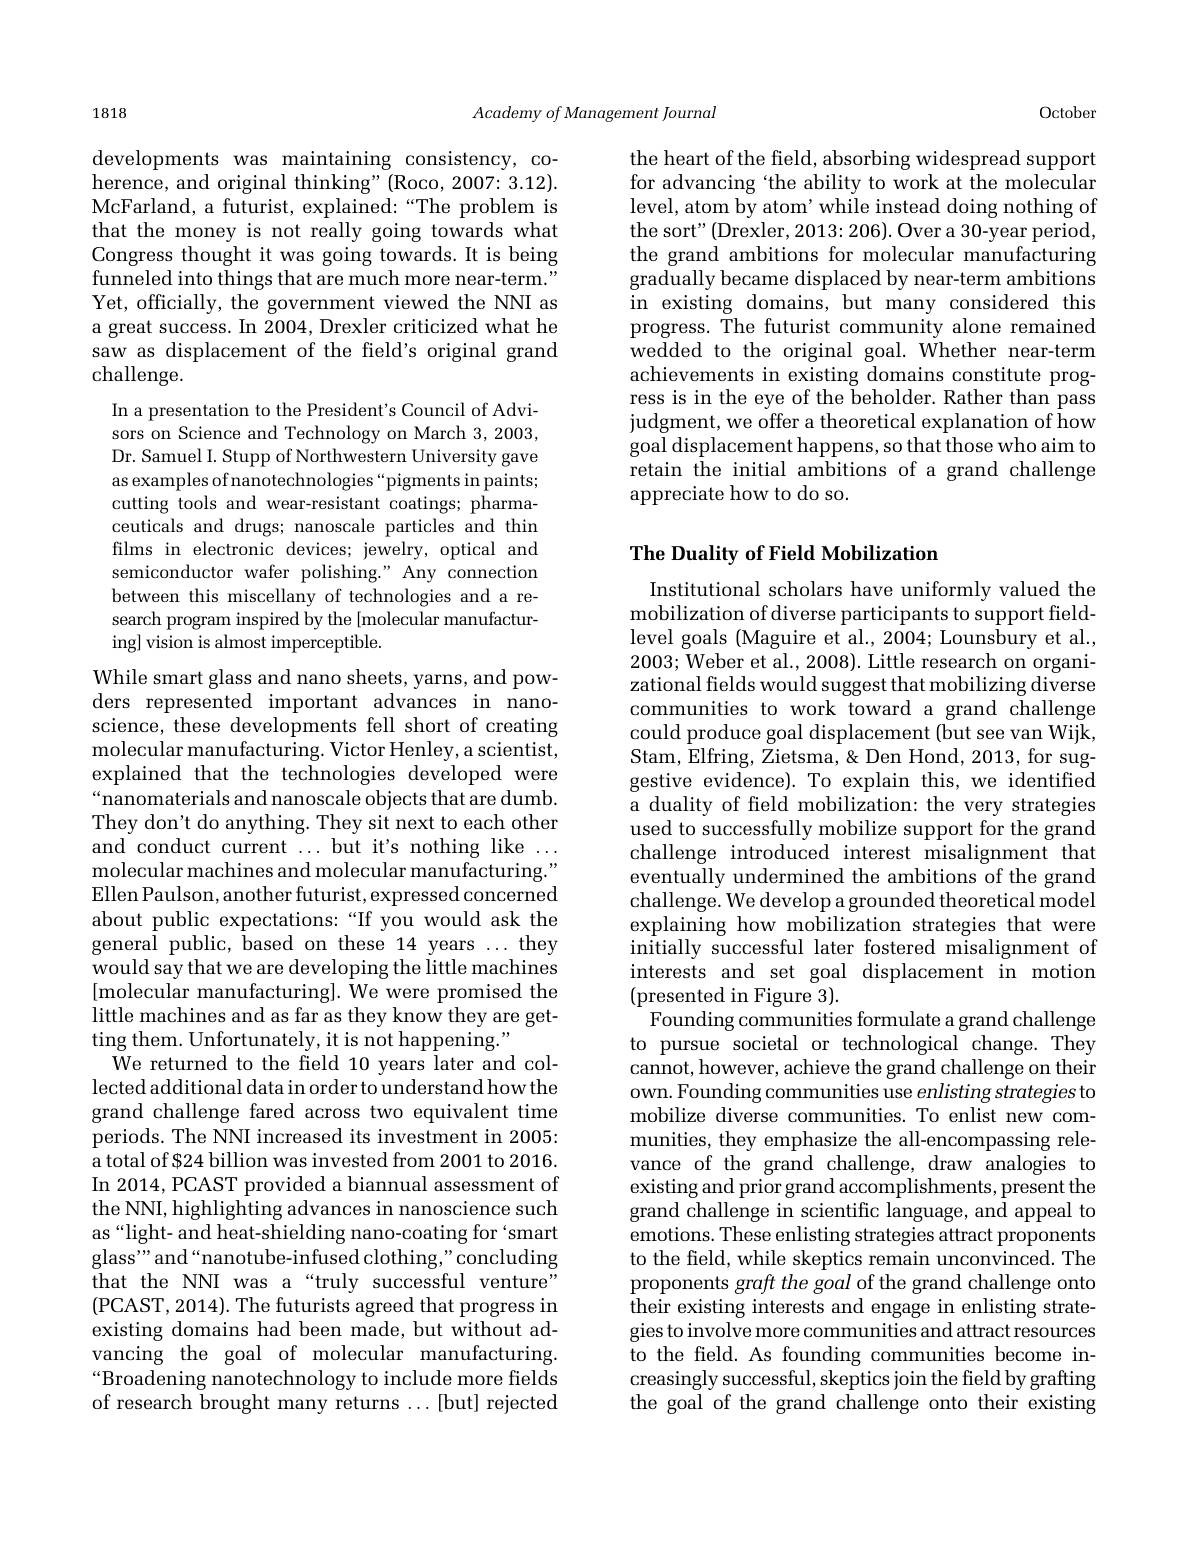 1818
Academy of Management Journal
October
developments was maintaining consistency, co-
herence, and original thinking” (Roco, 2007: 3.12).
McFarland, a futurist, explained: “The problem is
that the money is not really going towards what
Congress thought it was going towards. It is being
funneled into things that are much more near-term.”
Yet, officially, the government viewed the NNI as
a great success. In 2004, Drexler criticized what he
saw as displacement of the field’s original grand
challenge.
In a presentation to the President’s Council of Advi-
sors on Science and Technology on March 3, 2003,
Dr. Samuel I. Stupp of Northwestern University gave
as examples of nanotechnologies “pigments in paints;
cutting tools and wear-resistant coatings; pharma-
ceuticals and drugs; nanoscale particles and thin
films in electronic devices; jewelry, optical and
semiconductor wafer polishing.” Any connection
between this miscellany of technologies and a re-
search program inspired by the [molecular manufactur-
ing] vision is almost imperceptible.
While smart glass and nano sheets, yarns, and pow-
ders represented important advances in nano-
science, these developments fell short of creating
molecular manufacturing. Victor Henley, a scientist,
explained that the technologies developed were
“nanomaterials and nanoscale objects that are dumb.
They don’t do anything. They sit next to each other
and conduct current ... but it’s nothing like ...
molecular machines and molecular manufacturing.”
Ellen Paulson, another futurist, expressed concerned
about public expectations: “If you would ask the
general public, based on these 14 years ... they
would say that we are developing the little machines
[molecular manufacturing]. We were promised the
little machines and as far as they know they are get-
ting them. Unfortunately, it is not happening.”
We returned to the field 10 years later and col-
lected additional data in order to understand how the
grand challenge fared across two equivalent time
periods. The NNI increased its investment in 2005:
a total of $24 billion was invested from 2001 to 2016.
In 2014, PCAST provided a biannual assessment of
the NNI, highlighting advances in nanoscience such
as “light- and heat-shielding nano-coating for ‘smart
glass’” and “nanotube-infused clothing,” concluding
that the NNI was a “truly successful venture”
(PCAST, 2014). The futurists agreed that progress in
existing domains had been made, but without ad-
vancing the goal of molecular manufacturing.
“Broadening nanotechnology to include more fields
of research brought many returns ... [but] rejected
the heart of the field, absorbing widespread support
for advancing ‘the ability to work at the molecular
level, atom by atom’ while instead doing nothing of
the sort” (Drexler, 2013: 206). Over a 30-year period,
the grand ambitions for molecular manufacturing
gradually became displaced by near-term ambitions
in existing domains, but many considered this
progress. The futurist community alone remained
wedded to the original goal. Whether near-term
achievements in existing domains constitute prog-
ress is in the eye of the beholder. Rather than pass
judgment, we offer a theoretical explanation of how
goal displacement happens, so that those who aim to
retain the initial ambitions of a grand challenge
appreciate how to do so.
The Duality of Field Mobilization
Institutional scholars have uniformly valued the
mobilization of diverse participants to support field-
level goals (Maguire et al., 2004; Lounsbury et al.,
2003; Weber et al., 2008). Little research on organi-
zational fields would suggest that mobilizing diverse
communities to work toward a grand challenge
could produce goal displacement (but see van Wijk,
Stam, Elfring, Zietsma, & Den Hond, 2013, for sug-
gestive evidence). To explain this, we identified
a duality of field mobilization: the very strategies
used to successfully mobilize support for the grand
challenge introduced interest misalignment that
eventually undermined the ambitions of the grand
challenge. We develop a grounded theoretical model
explaining how mobilization strategies that were
initially successful later fostered misalignment of
interests and set goal displacement in motion
(presented in Figure 3).
Founding communities formulate a grand challenge
to pursue societal or technological change. They
cannot, however, achieve the grand challenge on their
own. Founding communities use enlisting strategies to
mobilize diverse communities. To enlist new com-
munities, they emphasize the all-encompassing rele-
vance of the grand challenge, draw analogies to
existing and prior grand accomplishments, present the
grand challenge in scientific language, and appeal to
emotions. These enlisting strategies attract proponents
to the field, while skeptics remain unconvinced. The
proponents graft the goal of the grand challenge onto
their existing interests and engage in enlisting strate-
gies to involve more communities and attract resources
to the field. As founding communities become in-
creasingly successful, skeptics join the field by grafting
the goal of the grand challenge onto their existing